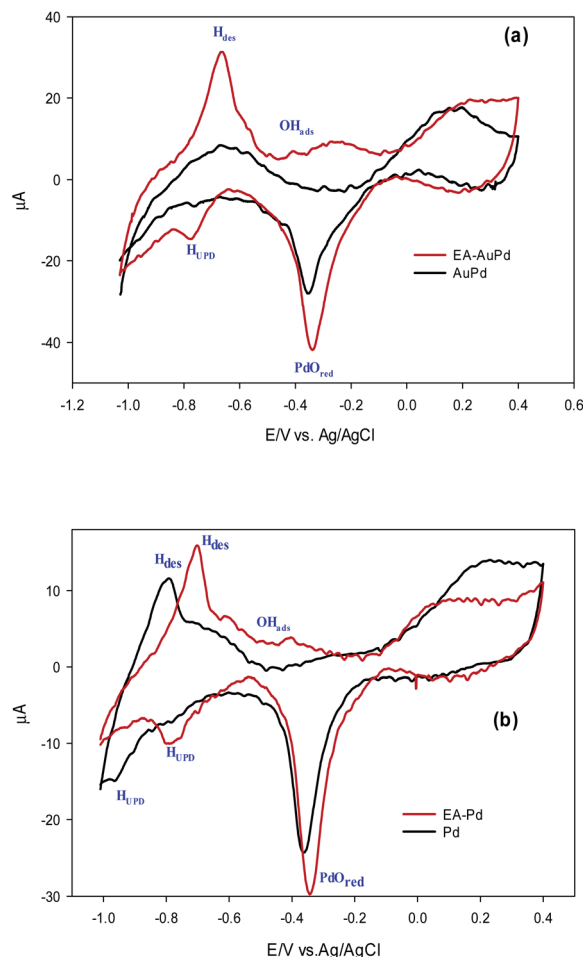 (a)
40
20
0
-20
-40
µA
H_des
OH_ads
H_UPD
PdO_red
EA-AuPd
AuPd
-1.2 -1.0 -0.8 -0.6 -0.4 -0.2 0.0 0.2 0.4 0.6
E/V vs. Ag/AgCl
(b)
10
0
-10
-20
-30
µA
H_des
H_des
OH_ads
H_UPD
H_UPD
PdO_red
EA-Pd
Pd
-1.0 -0.8 -0.6 -0.4 -0.2 0.0 0.2 0.4
E/V vs.Ag/AgCl